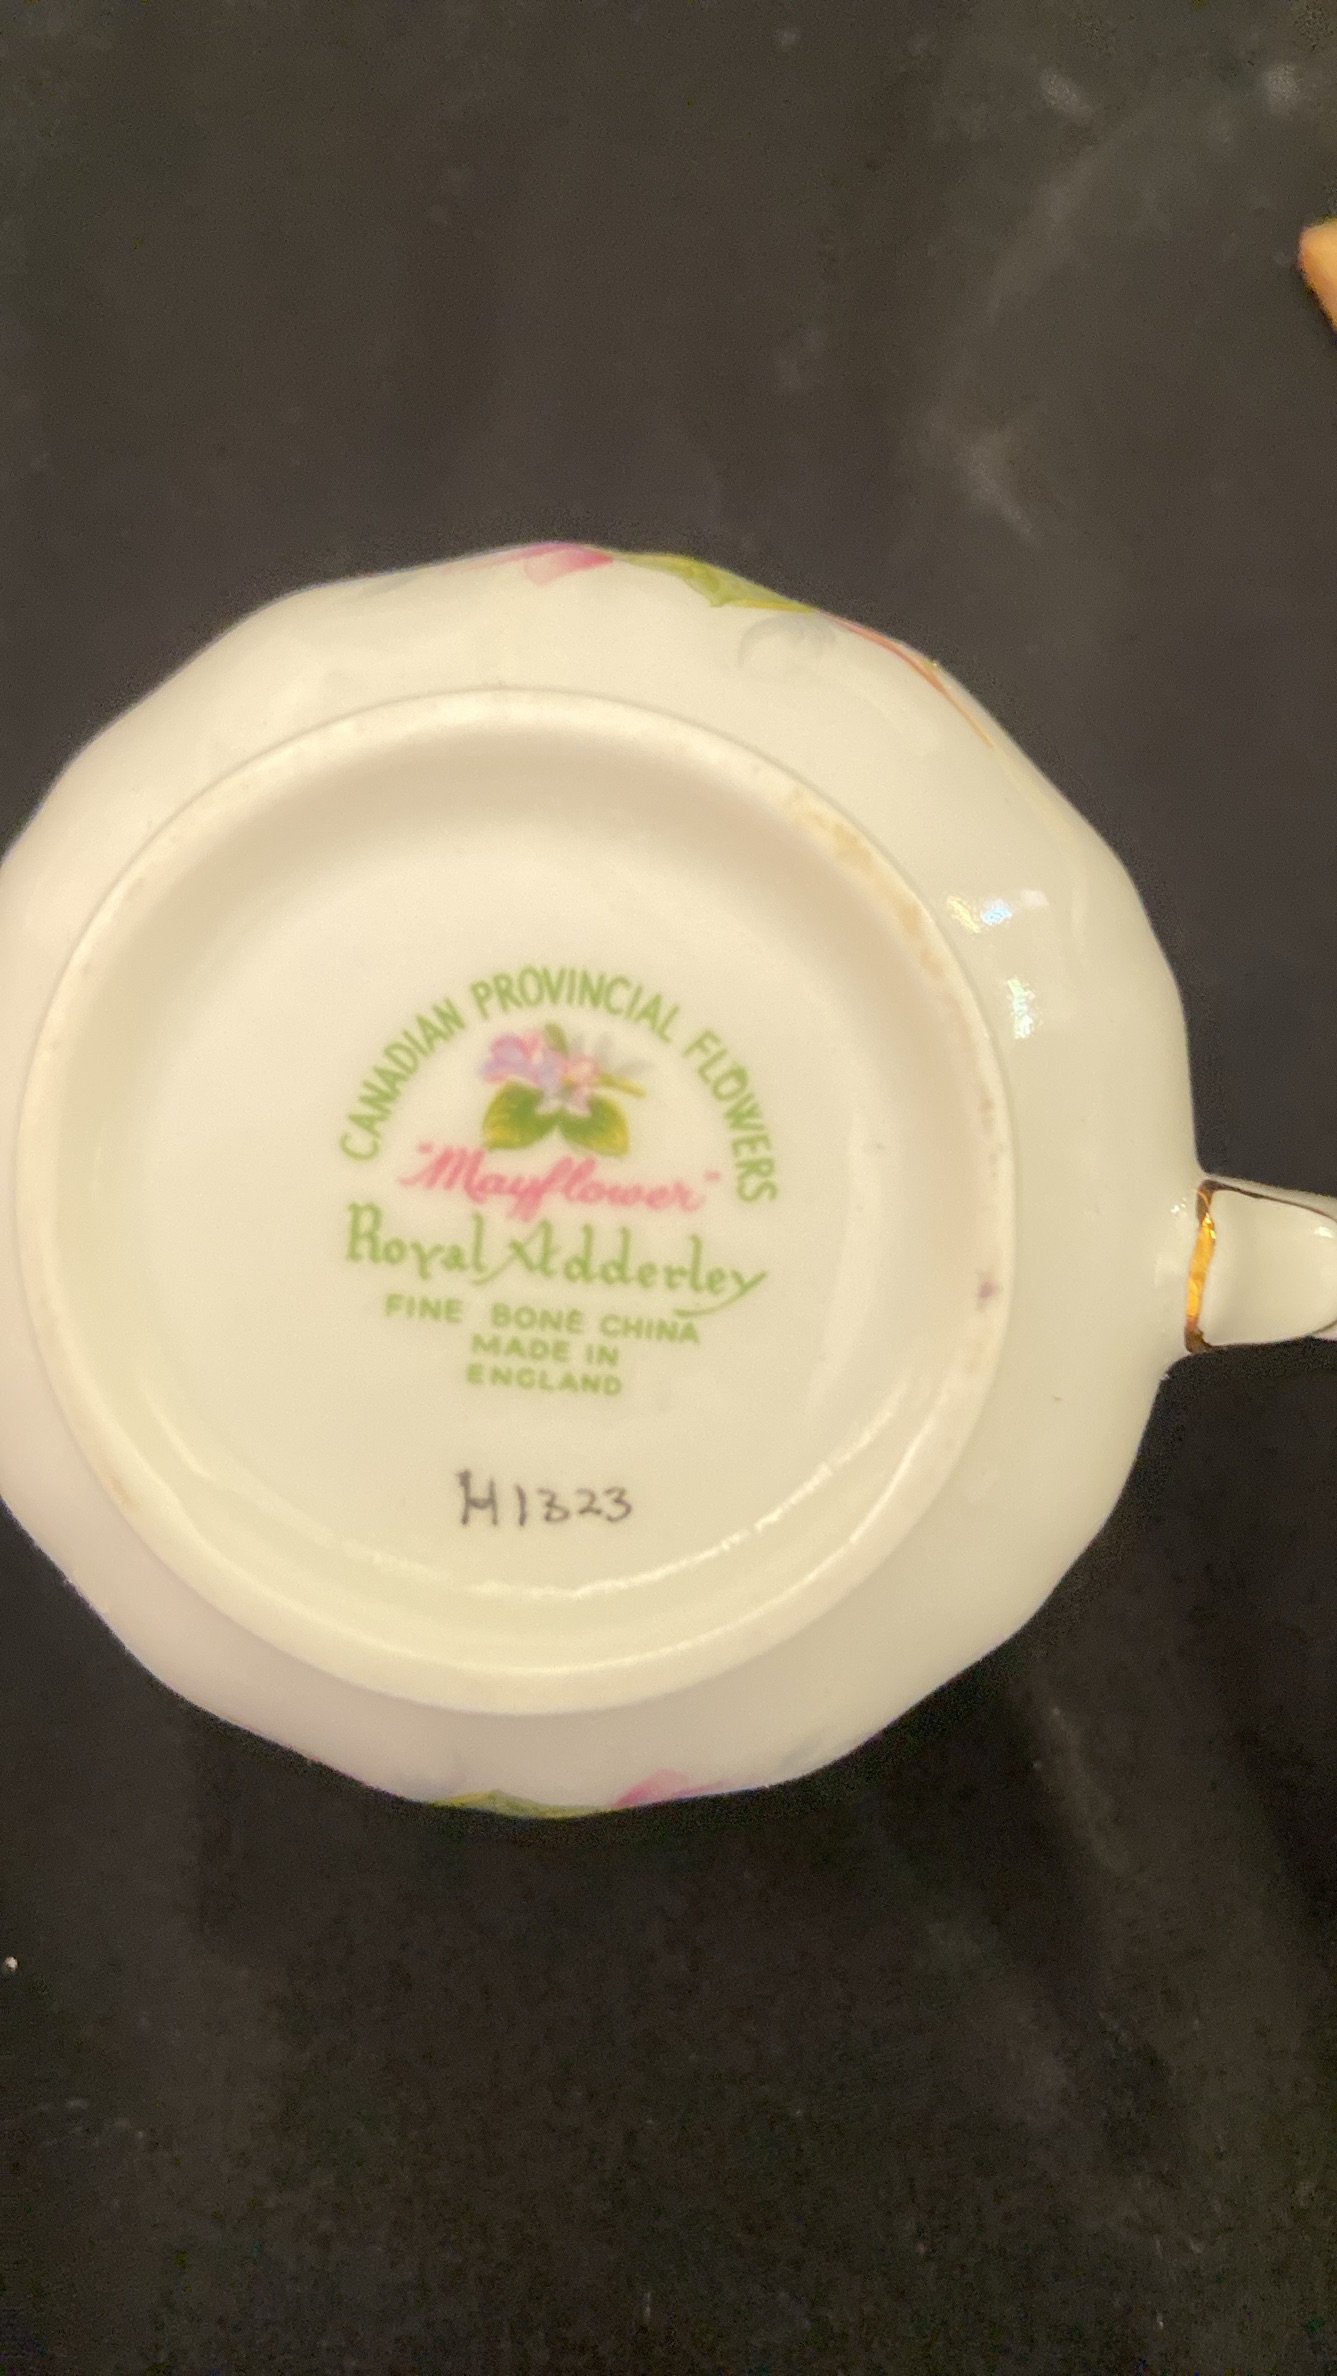 CANADIAN PROVINCIAL FLOWERS
"Mayflower"
Royal Adderley
FINE BONE CHINA
MADE IN
ENGLAND
H1323